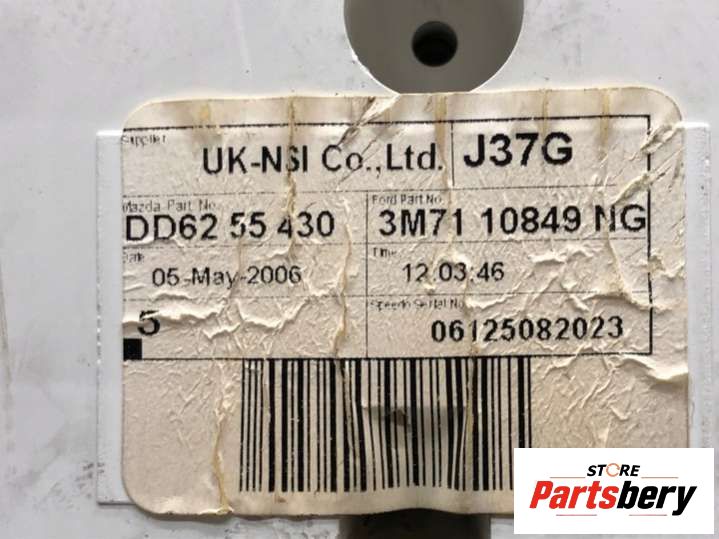 Supplier
UK-NSI Co.,Ltd. J37G
Mazda Part No. Ford Part No
DD62 55 430 3M71 10849 NG
Date Time
05-May-2006 12:03:46
5 Speedo Serial No
06125082023
STORE
Partsbery